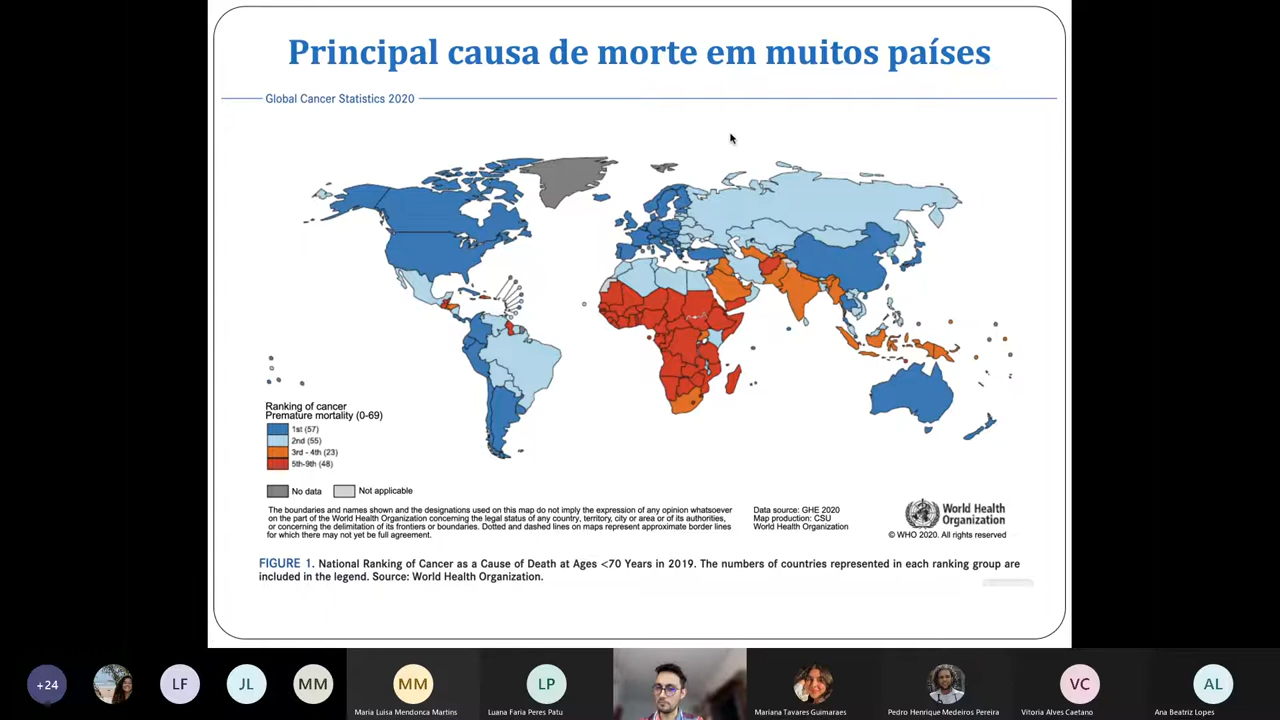 Principal causa de morte em muitos países
Global Cancer Statistics 2020
Ranking of cancer
Premature mortality (0-69)
1st (57)
2nd (55)
3rd - 4th (23)
5th-9th (48)
No data
Not applicable
The boundaries and names shown and the designations used on this map do not imply the expression of any opinion whatsoever
on the part of the World Health Organization concerning the legal status of any country, territory, city or area or of its authorities,
or concerning the delimitation of its frontiers or boundaries. Dotted and dashed lines on maps represent approximate border lines
for which there may not yet be full agreement.
Data source: GHE 2020
Map production: CSU
World Health Organization
World Health
Organization
© WHO 2020. All rights reserved
FIGURE 1. National Ranking of Cancer as a Cause of Death at Ages <70 Years in 2019. The numbers of countries represented in each ranking group are
included in the legend. Source: World Health Organization.
+24
LF
JL
MM
MM
LP
VC
AL
Maria Luisa Mendonca Martins
Luana Faria Peres Patu
Mariana Tavares Guimaraes
Pedro Henrique Medeiros Pereira
Vitoria Alves Caetano
Ana Beatriz Lopes